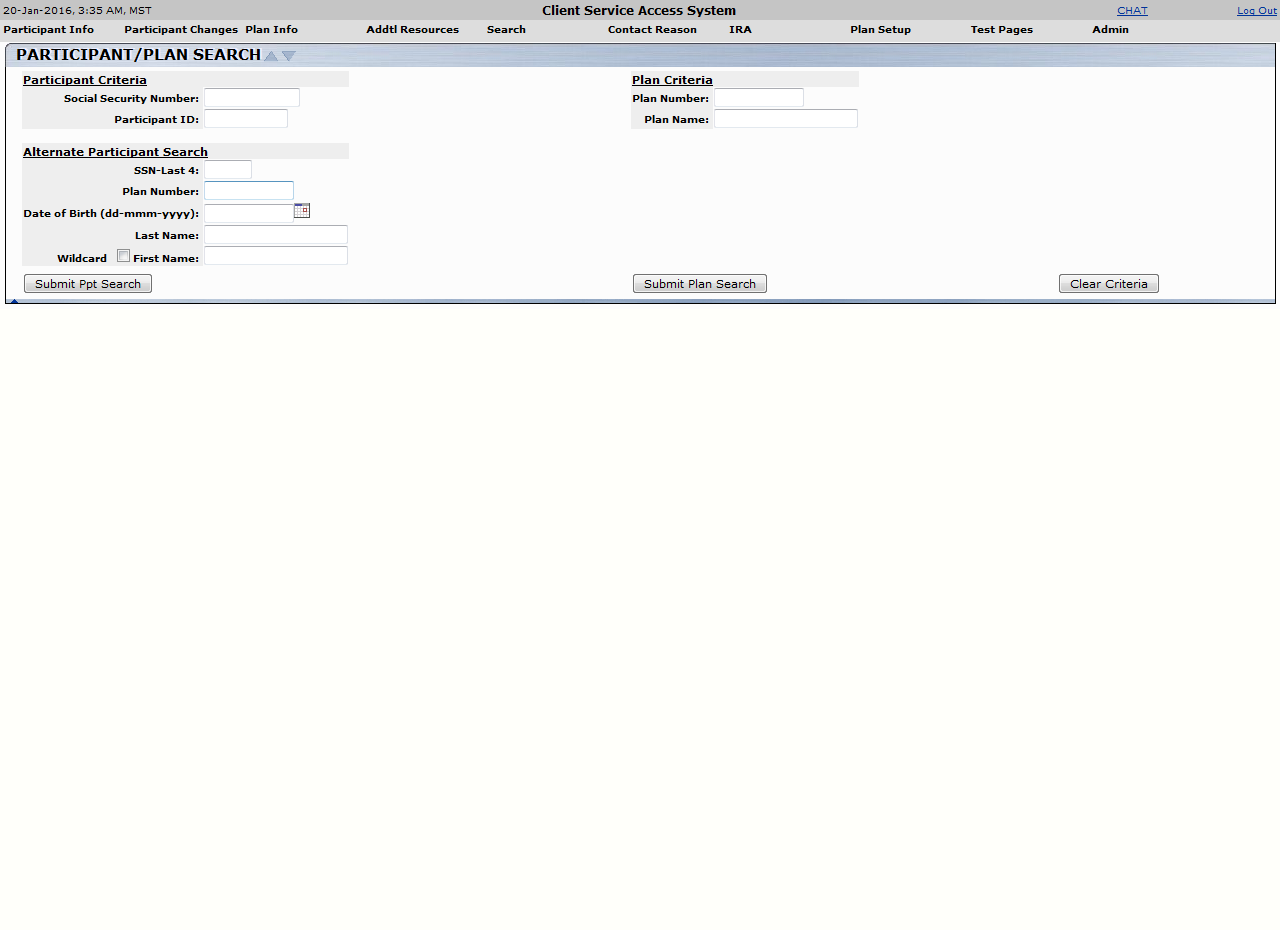 20-Jan-2016, 3:35 AM, MST Client Service Access System CHAT Log Out
Participant Info Participant Changes Plan Info Addtl Resources Search Contact Reason IRA Plan Setup Test Pages Admin
PARTICIPANT/PLAN SEARCH
Participant Criteria
Social Security Number:
Participant ID:
Plan Criteria
Plan Number:
Plan Name:
Alternate Participant Search
SSN-Last 4:
Plan Number:
Date of Birth (dd-mmm-yyyy):
Last Name:
Wildcard First Name:
Submit Ppt Search Submit Plan Search Clear Criteria